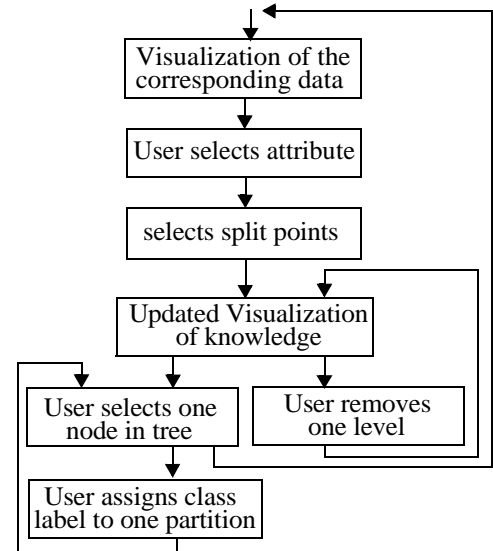 Visualization of the
corresponding data
User selects attribute
selects split points
Updated Visualization
of knowledge
User selects one
node in tree
User removes
one level
User assigns class
label to one partition